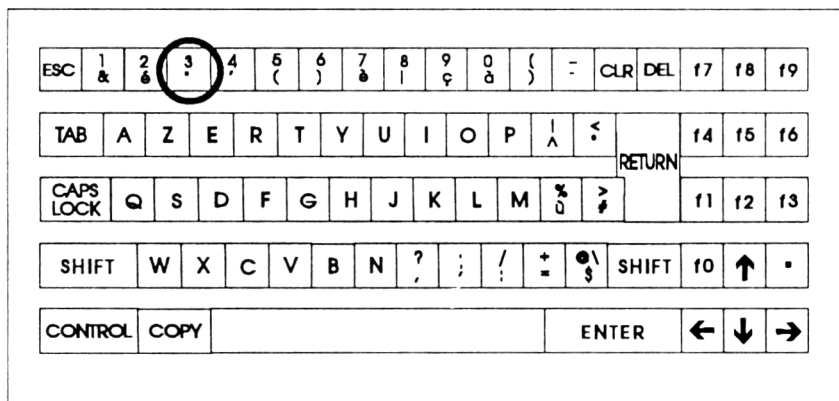 ESC 1 & 2 é 3 " 4 ' 5 ( 6 ) 7 è 8 | 9 ç 0 à ( ) - CLR DEL f7 f8 f9
TAB A Z E R T Y U I O P | ^ < * RETURN f4 f5 f6
CAPS LOCK Q S D F G H J K L M % ù > # f1 f2 f3
SHIFT W X C V B N ? , . ; / : + = @ \ $ SHIFT f0 ↑ .
CONTROL COPY ENTER ← ↓ →